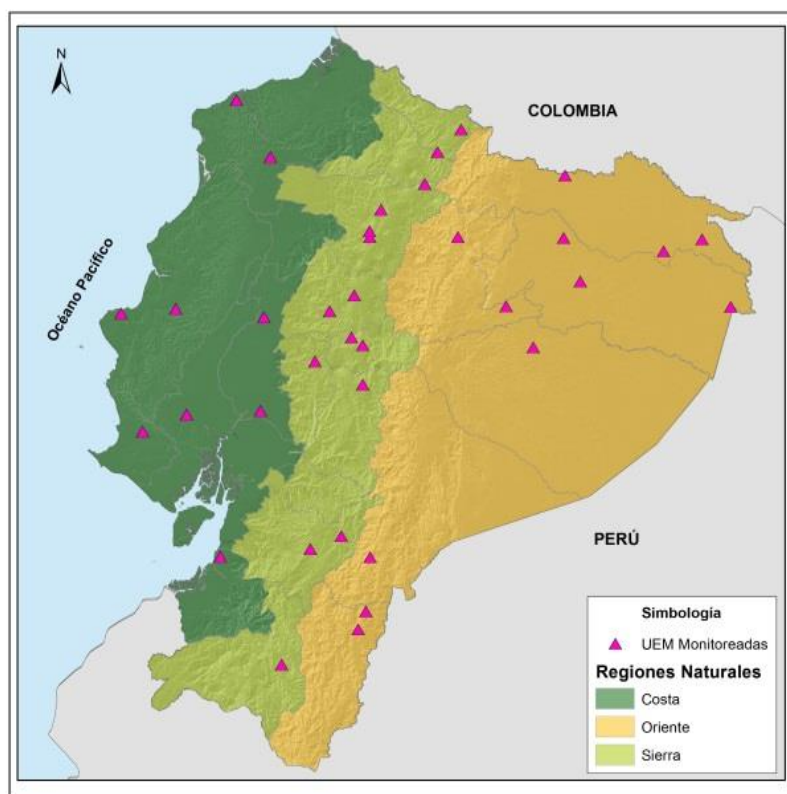 N
COLOMBIA
Océano Pacífico
PERÚ
Simbología
UEM Monitoreadas
Regiones Naturales
Costa
Oriente
Sierra